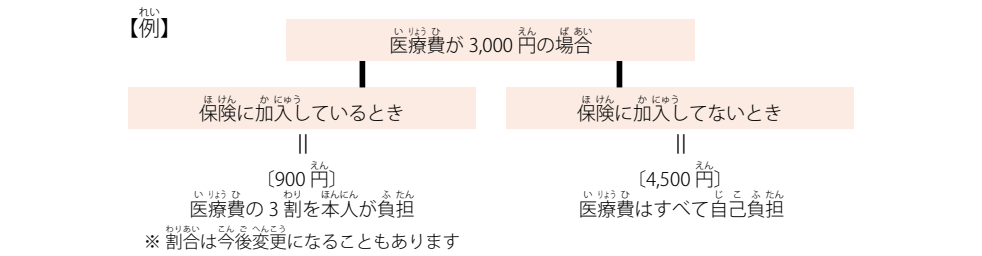 【例】
医療費が 3,000 円の場合
保険に加入しているとき
保険に加入してないとき
||
||
〔900 円〕
〔4,500 円〕
医療費の 3 割を本人が負担
医療費はすべて自己負担
※ 割合は今後変更になることもあります